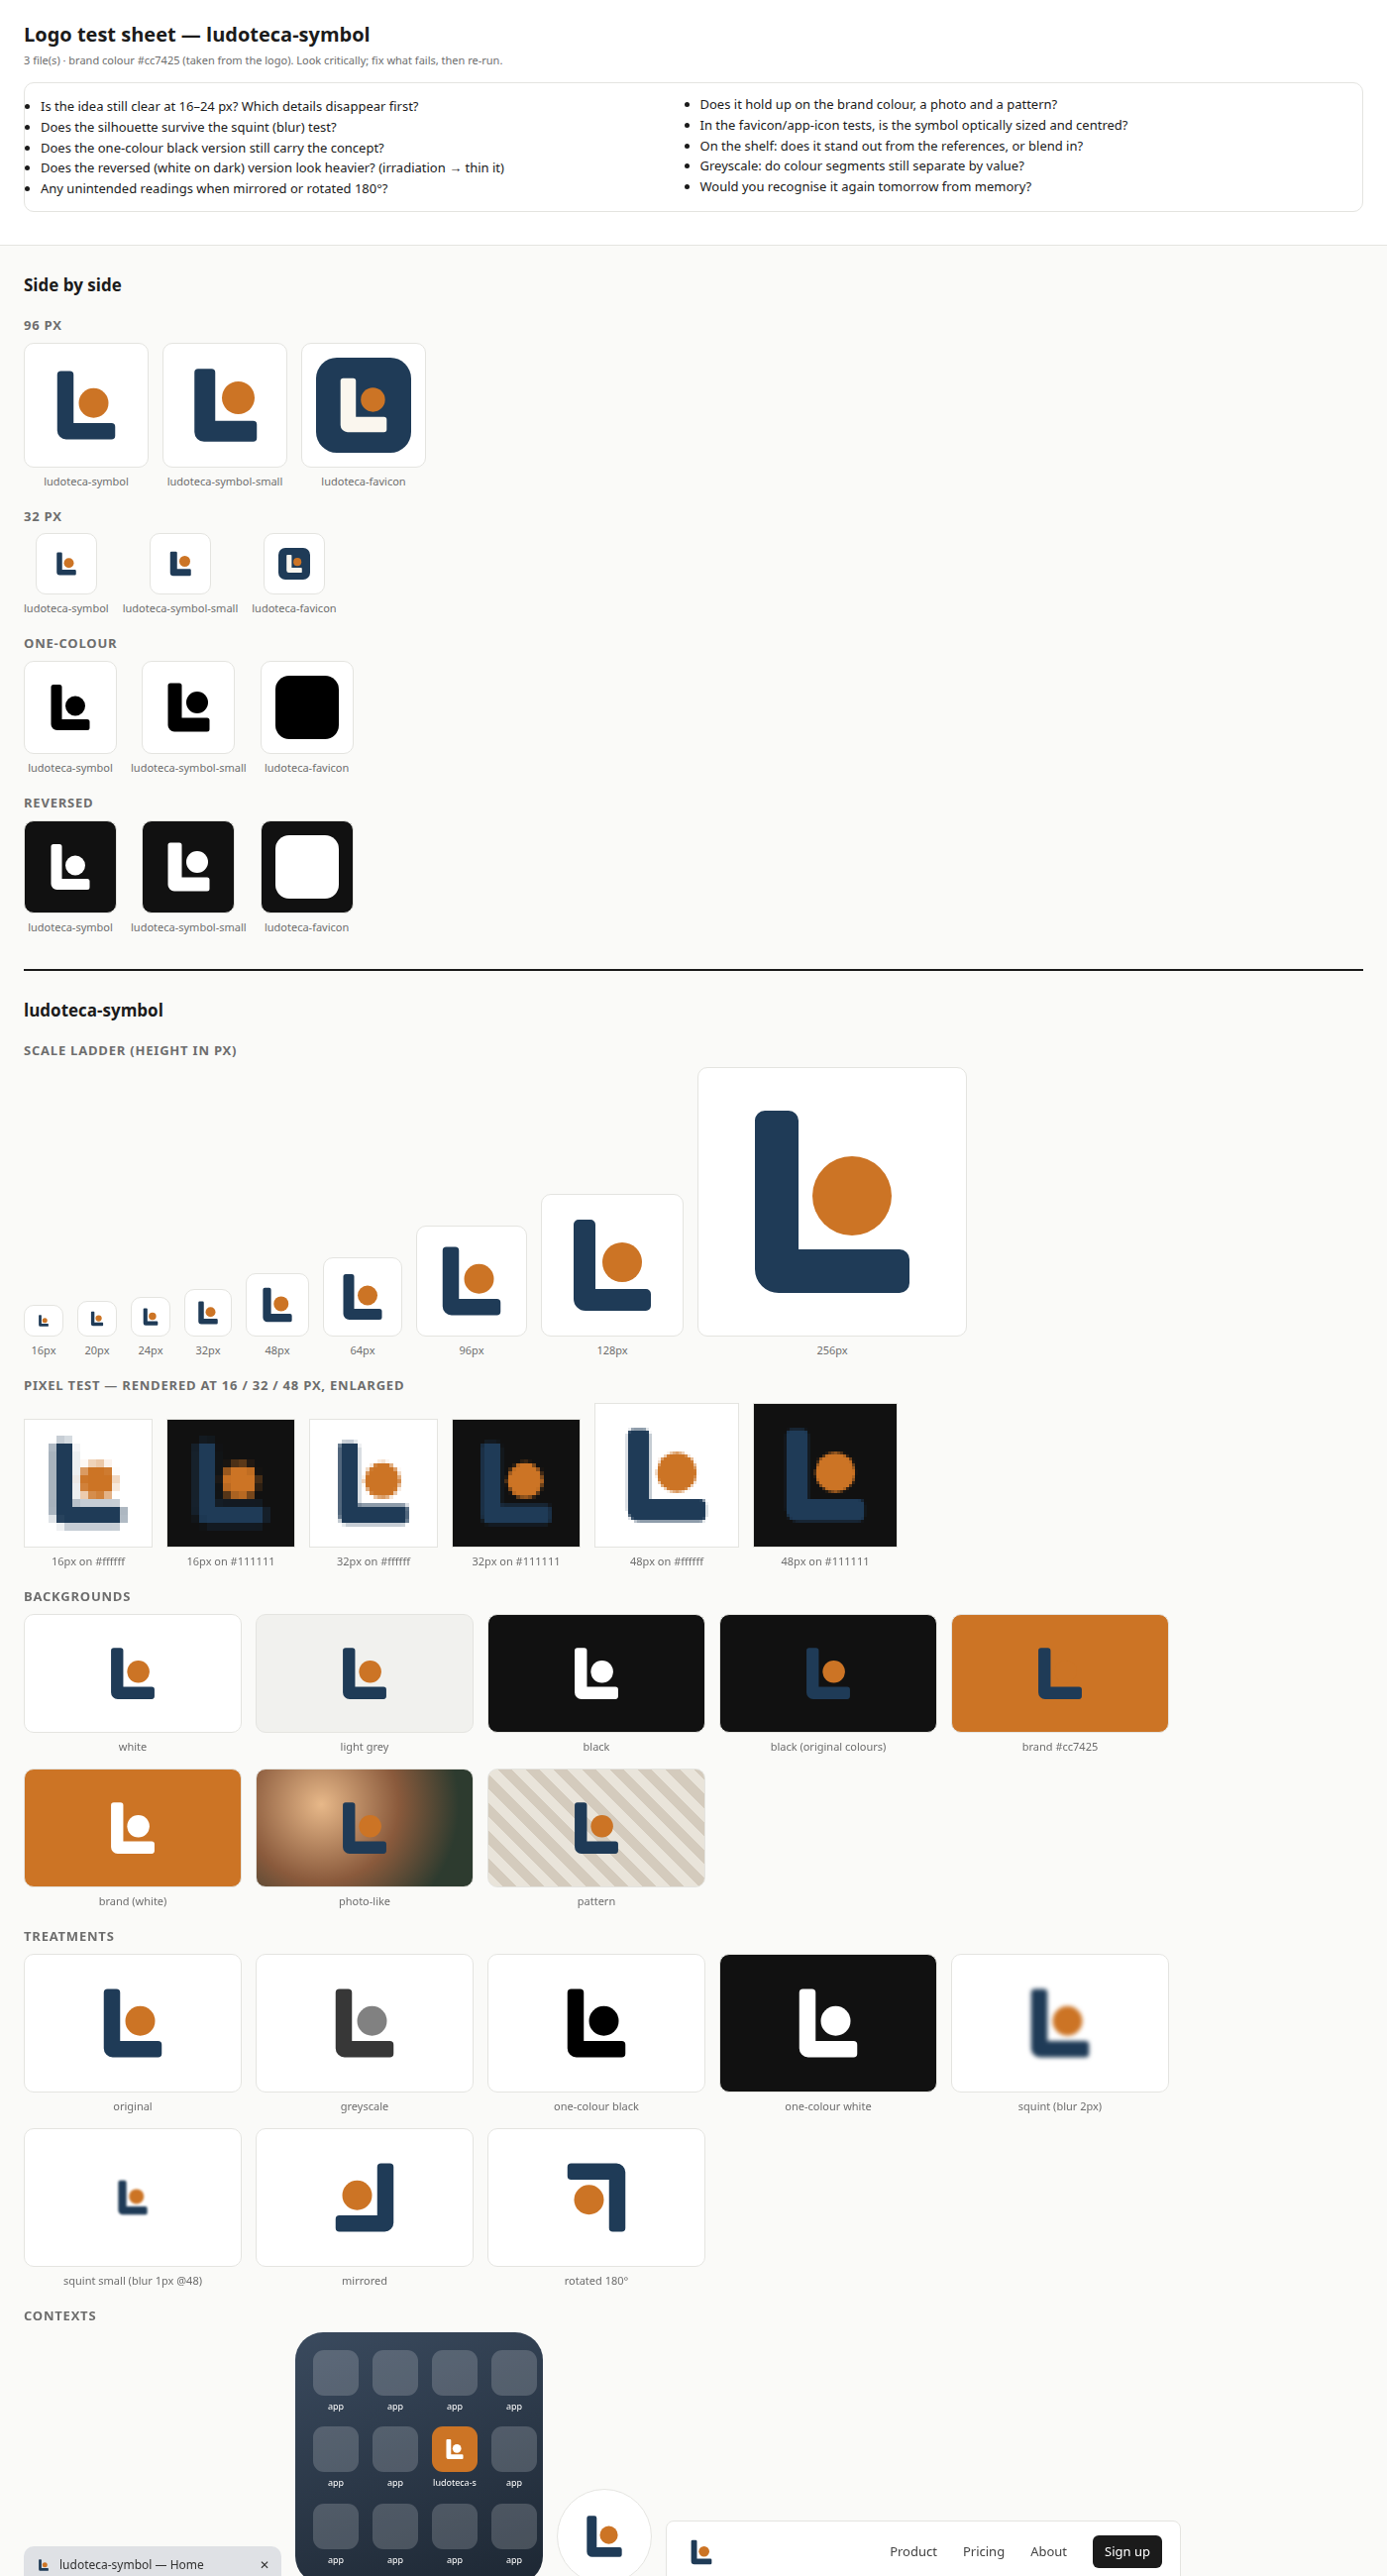 Logo test sheet — ludoteca-symbol
3 file(s) · brand colour #cc7425 (taken from the logo). Look critically; fix what fails, then re-run.
Is the idea still clear at 16–24 px? Which details disappear first?
Does the silhouette survive the squint (blur) test?
Does the one-colour black version still carry the concept?
Does the reversed (white on dark) version look heavier? (irradiation → thin it)
Any unintended readings when mirrored or rotated 180°?
Does it hold up on the brand colour, a photo and a pattern?
In the favicon/app-icon tests, is the symbol optically sized and centred?
On the shelf: does it stand out from the references, or blend in?
Greyscale: do colour segments still separate by value?
Would you recognise it again tomorrow from memory?
Side by side
96 PX
ludoteca-symbol ludoteca-symbol-small ludoteca-favicon
32 PX
ludoteca-symbol ludoteca-symbol-small ludoteca-favicon
ONE-COLOUR
ludoteca-symbol ludoteca-symbol-small ludoteca-favicon
REVERSED
ludoteca-symbol ludoteca-symbol-small ludoteca-favicon
ludoteca-symbol
SCALE LADDER (HEIGHT IN PX)
16px 20px 24px 32px 48px 64px 96px 128px 256px
PIXEL TEST — RENDERED AT 16 / 32 / 48 PX, ENLARGED
16px on #ffffff 16px on #111111 32px on #ffffff 32px on #111111 48px on #ffffff 48px on #111111
BACKGROUNDS
white light grey black black (original colours) brand #cc7425
brand (white) photo-like pattern
TREATMENTS
original greyscale one-colour black one-colour white squint (blur 2px)
squint small (blur 1px @48) mirrored rotated 180°
CONTEXTS
app app app app
app app ludoteca-s app
app app app app
ludoteca-symbol — Home ×
Product Pricing About Sign up